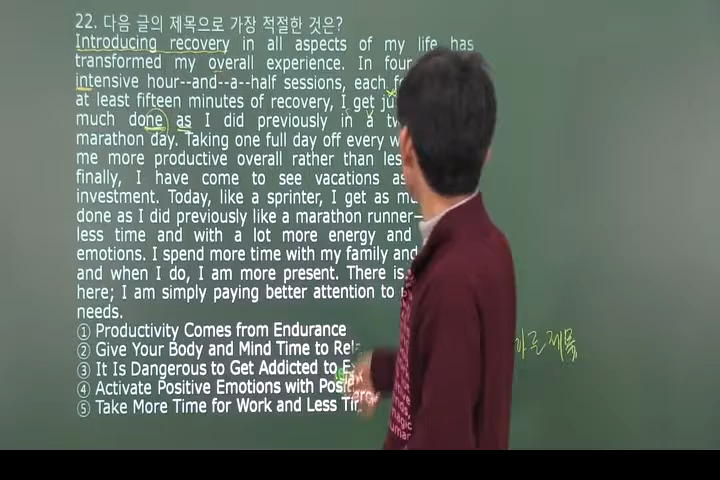 22. 다음 글의 제목으로 가장 적절한 것은?
Introducing recovery in all aspects of my life has
transformed my overall experience. In four
intensive hour--and--a--half sessions, each
at least fifteen minutes of recovery, I get
much done as I did previously in a
marathon day. Taking one full day off every
me more productive overall rather than
finally, I have come to see vacations as
investment. Today, like a sprinter, I get as
done as I did previously like a marathon runner—
less time and with a lot more energy and
emotions. I spend more time with my family and
and when I do, I am more present. There is
here; I am simply paying better attention to
needs.
① Productivity Comes from Endurance
② Give Your Body and Mind Time to
③ It Is Dangerous to Get Addicted to
④ Activate Positive Emotions with
⑤ Take More Time for Work and Less